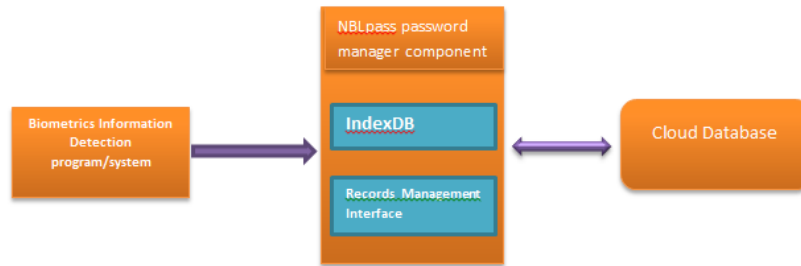 NBLpass password
manager component
Biometrics Information
Detection
program/system
IndexDB
Records Management
Interface
Cloud Database